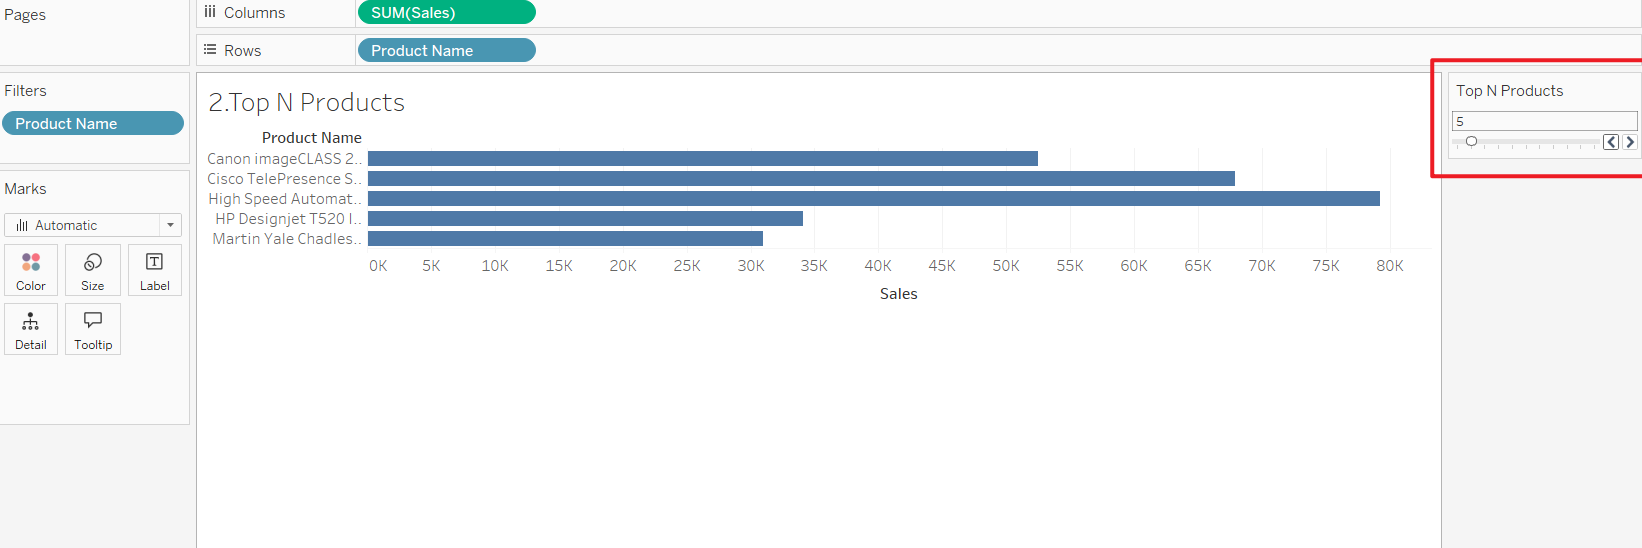 Pages
Columns
SUM(Sales)
Rows
Product Name
Filters
Product Name
Marks
Automatic
Color
Size
Label
Detail
Tooltip
2.Top N Products
Product Name
Canon imageCLASS 2..
Cisco TelePresence S..
High Speed Automat..
HP Designjet T520 I..
Martin Yale Chadles..
0K 5K 10K 15K 20K 25K 30K 35K 40K 45K 50K 55K 60K 65K 70K 75K 80K
Sales
Top N Products
5